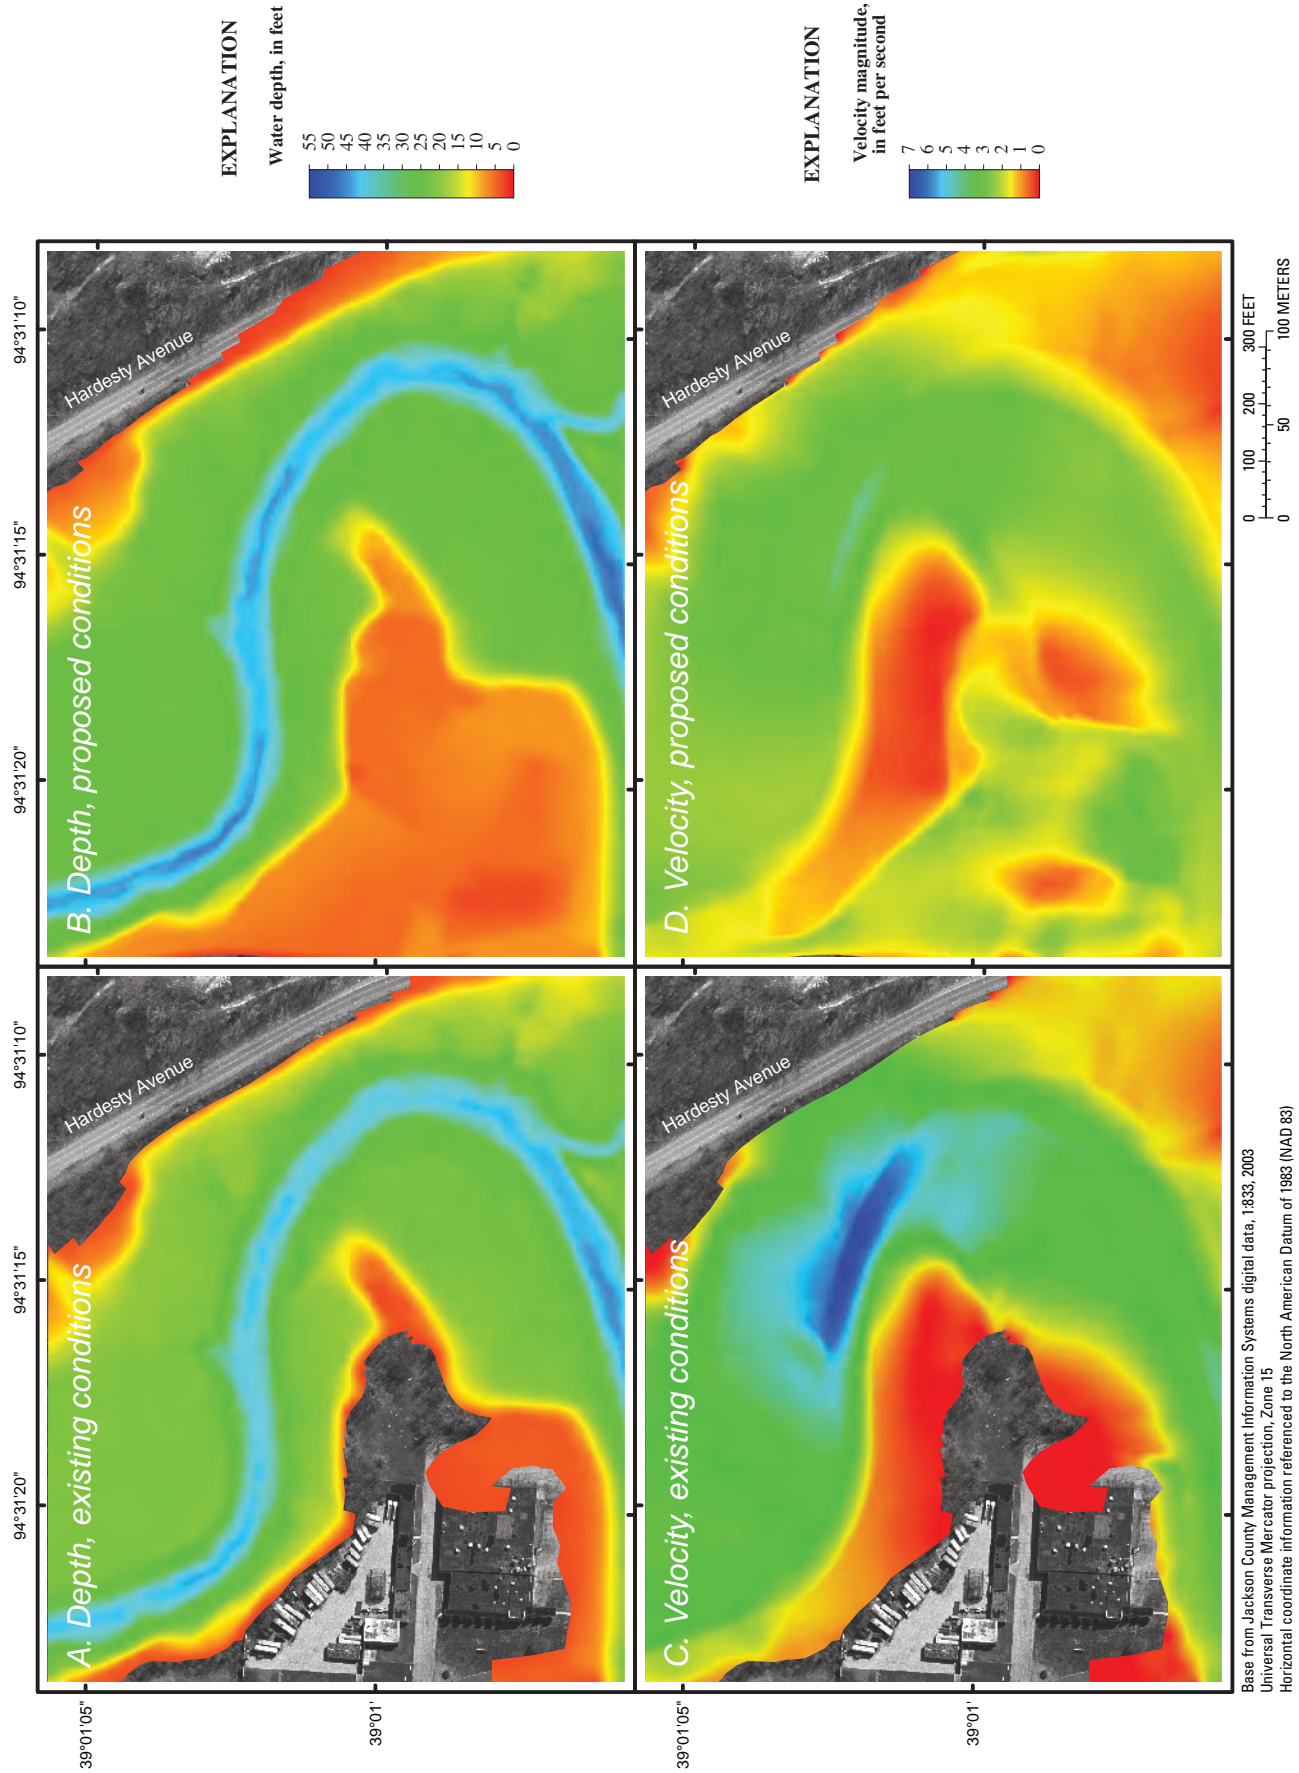 94°31'20"
94°31'15"
94°31'10"
94°31'20"
94°31'15"
94°31'10"
39°01'05"
39°01'
A. Depth, existing conditions
Hardesty Avenue
B. Depth, proposed conditions
Hardesty Avenue
EXPLANATION
Water depth, in feet
55
50
45
40
35
30
25
20
15
10
5
0
39°01'05"
39°01'
C. Velocity, existing conditions
Hardesty Avenue
D. Velocity, proposed conditions
Hardesty Avenue
EXPLANATION
Velocity magnitude,
in feet per second
7
6
5
4
3
2
1
0
Base from Jackson County Management Information Systems digital data, 1:833, 2003
Universal Transverse Mercator projection, Zone 15
Horizontal coordinate information referenced to the North American Datum of 1983 (NAD 83)
0 100 200 300 FEET
0 50 100 METERS